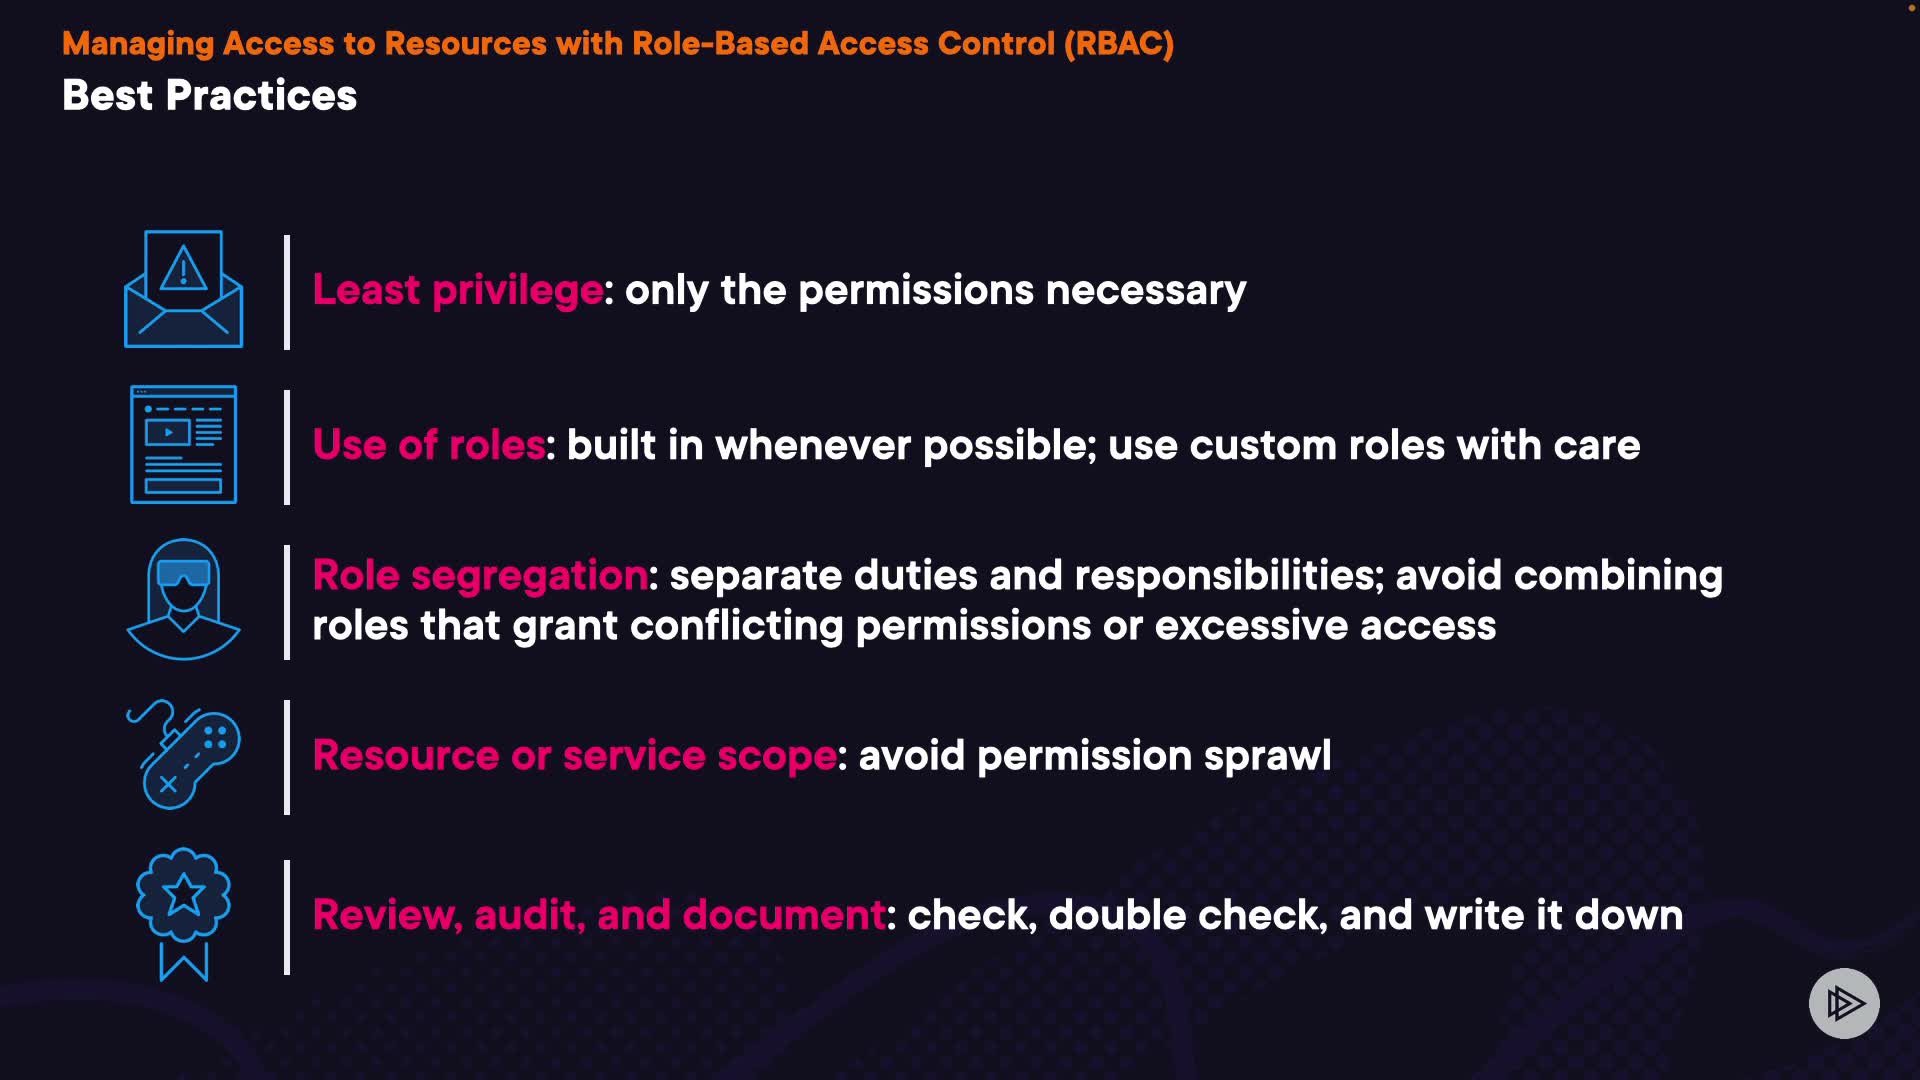 Managing Access to Resources with Role-Based Access Control (RBAC)
Best Practices
Least privilege: only the permissions necessary
Use of roles: built in whenever possible; use custom roles with care
Role segregation: separate duties and responsibilities; avoid combining
roles that grant conflicting permissions or excessive access
Resource or service scope: avoid permission sprawl
Review, audit, and document: check, double check, and write it down